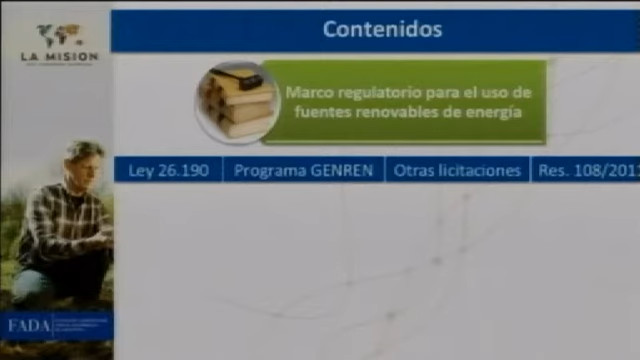 Contenidos
LA MISION
Marco regulatorio para el uso de
fuentes renovables de energía
Ley 26.190
Programa GENREN
Otras licitaciones
Res. 108/2011
FADA